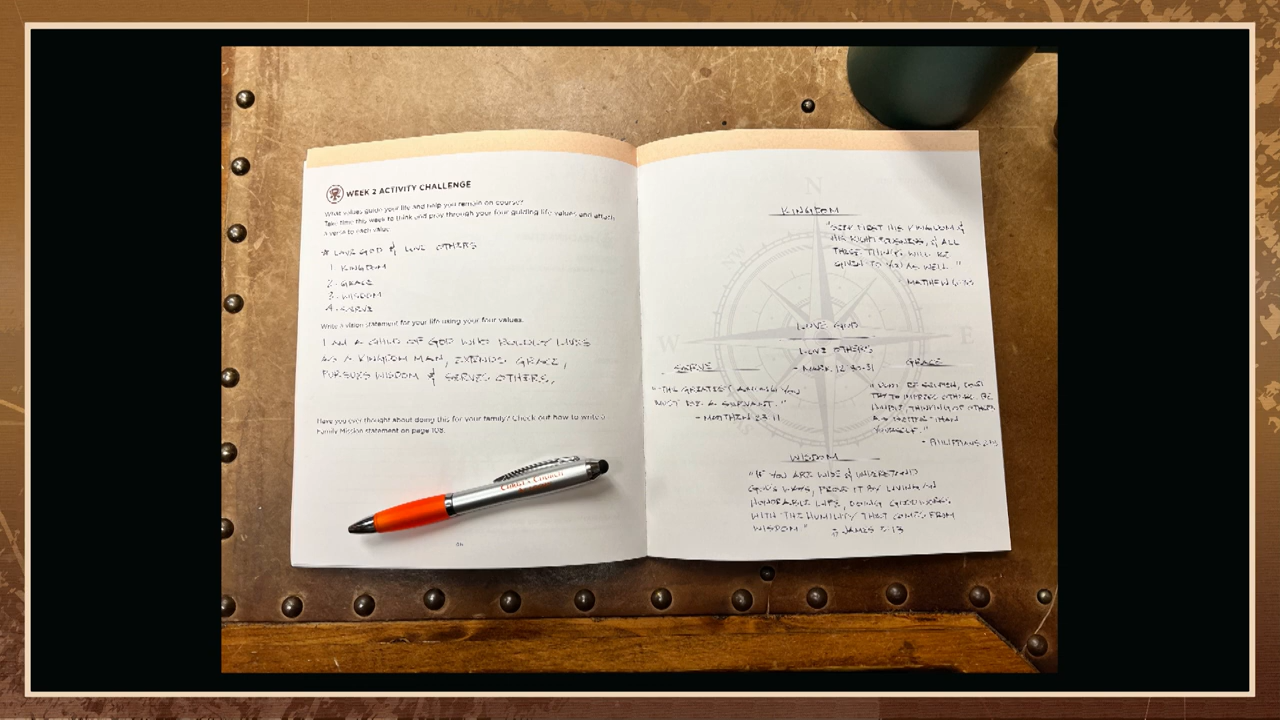 WEEK 2 ACTIVITY CHALLENGE
What values guide your life and help you remain on course?
Take time this week to think and pray through your four guiding life values and attach
a verse to each value.
* LOVE GOD & LOVE OTHERS
1. KINGDOM
2. GRACE
3. WISDOM
4. SERVE
Write a vision statement for your life using your four values.
I AM A CHILD OF GOD WHO BOLDLY LIVES
AS A KINGDOM MAN, EXTENDS GRACE,
PURSUES WISDOM & SERVES OTHERS.
Have you ever thought about doing this for your family? Check out how to write a
Family Mission statement on page 108.
CHRIST'S CHURCH
N
KINGDOM
"SEEK FIRST HIS KINGDOM &
HIS RIGHTEOUSNESS, & ALL
THESE THINGS WILL BE
GIVEN TO YOU AS WELL."
- MATTHEW 6:33
NW
W
E
LOVE GOD
LOVE OTHERS
- MARK 12:30-31
SERVE
"THE GREATEST AMONG YOU
MUST BE A SERVANT."
- MATTHEW 23:11
GRACE
"DON'T BE SELFISH, DON'T
TRY TO IMPRESS OTHERS. BE
HUMBLE, THINKING OF OTHERS
AS BETTER THAN
YOURSELF."
- PHILIPPIANS
WISDOM
"IF YOU ARE WISE & UNDERSTAND
GOD'S WAYS, PROVE IT BY LIVING AN
HONORABLE LIFE, DOING GOOD WORKS
WITH THE HUMILITY THAT COMES FROM
WISDOM"
JAMES 3:13